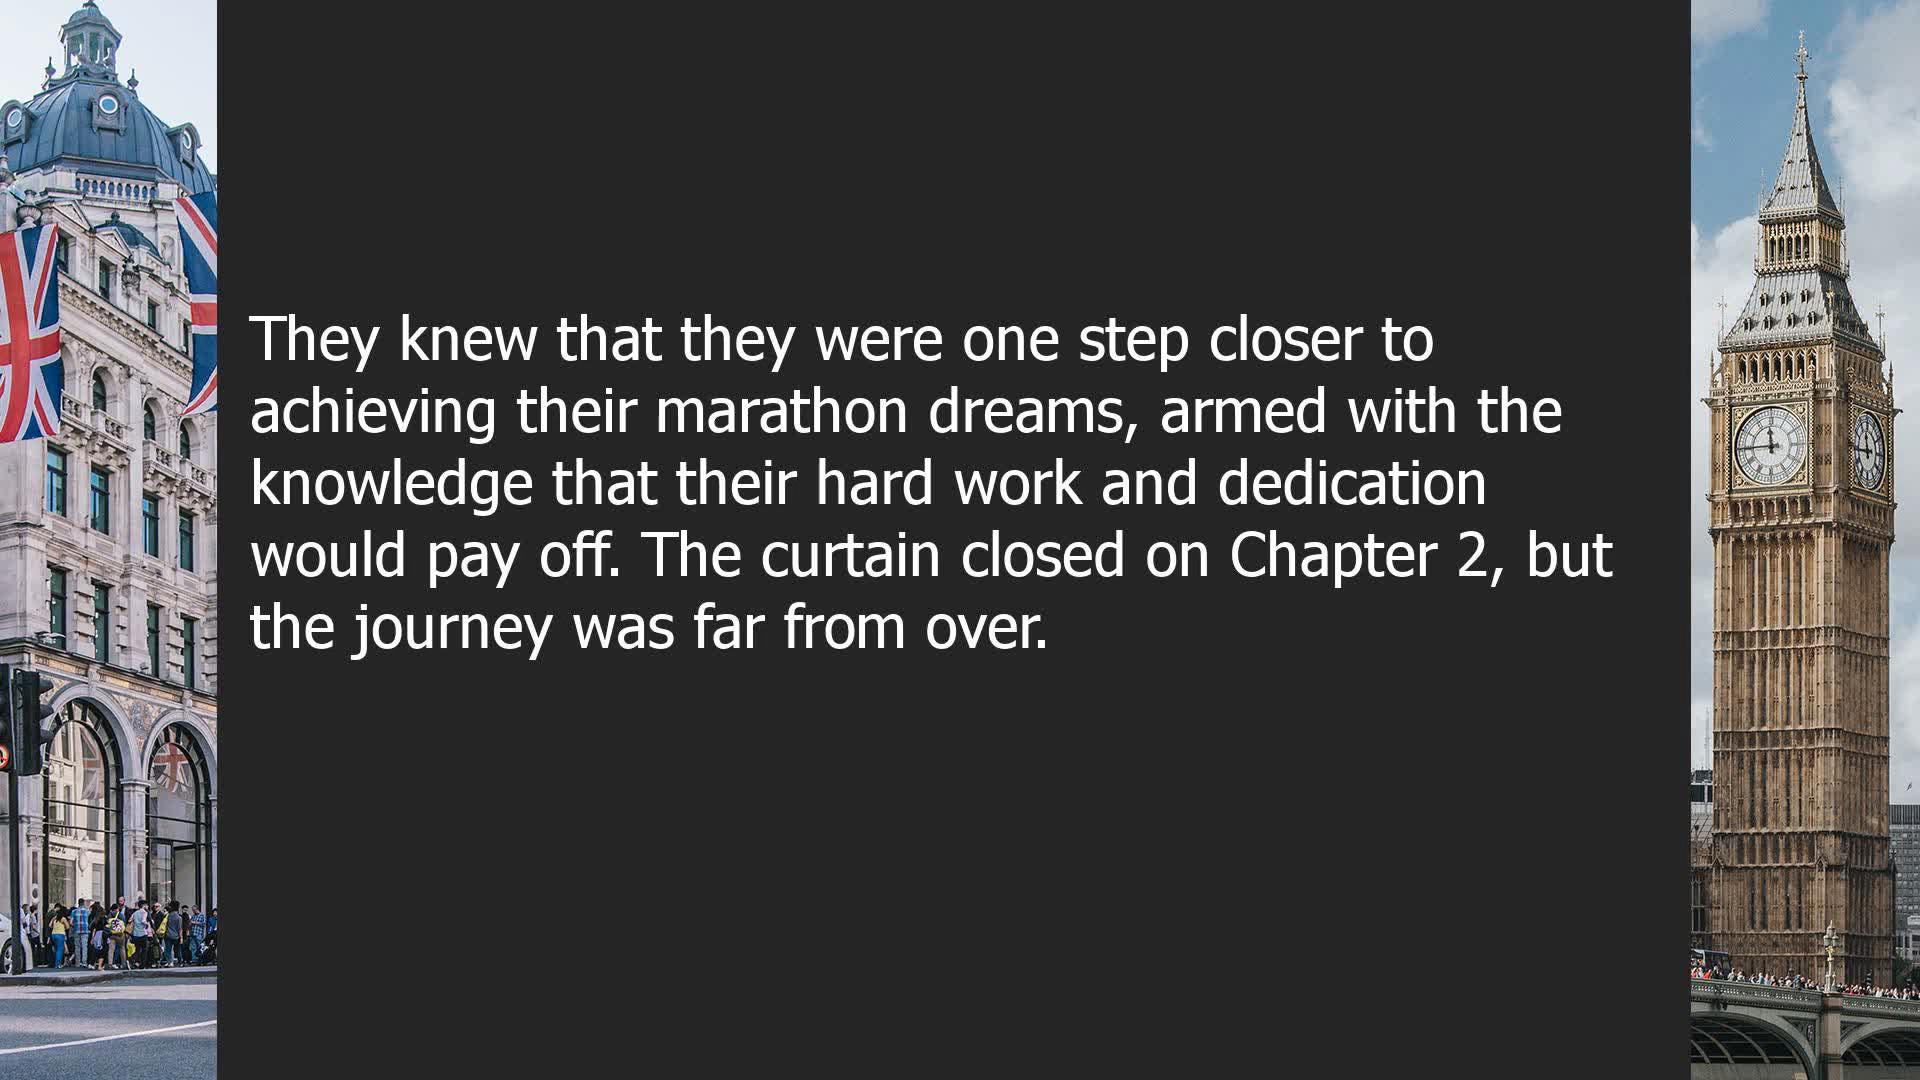 They knew that they were one step closer to
achieving their marathon dreams, armed with the
knowledge that their hard work and dedication
would pay off. The curtain closed on Chapter 2, but
the journey was far from over.